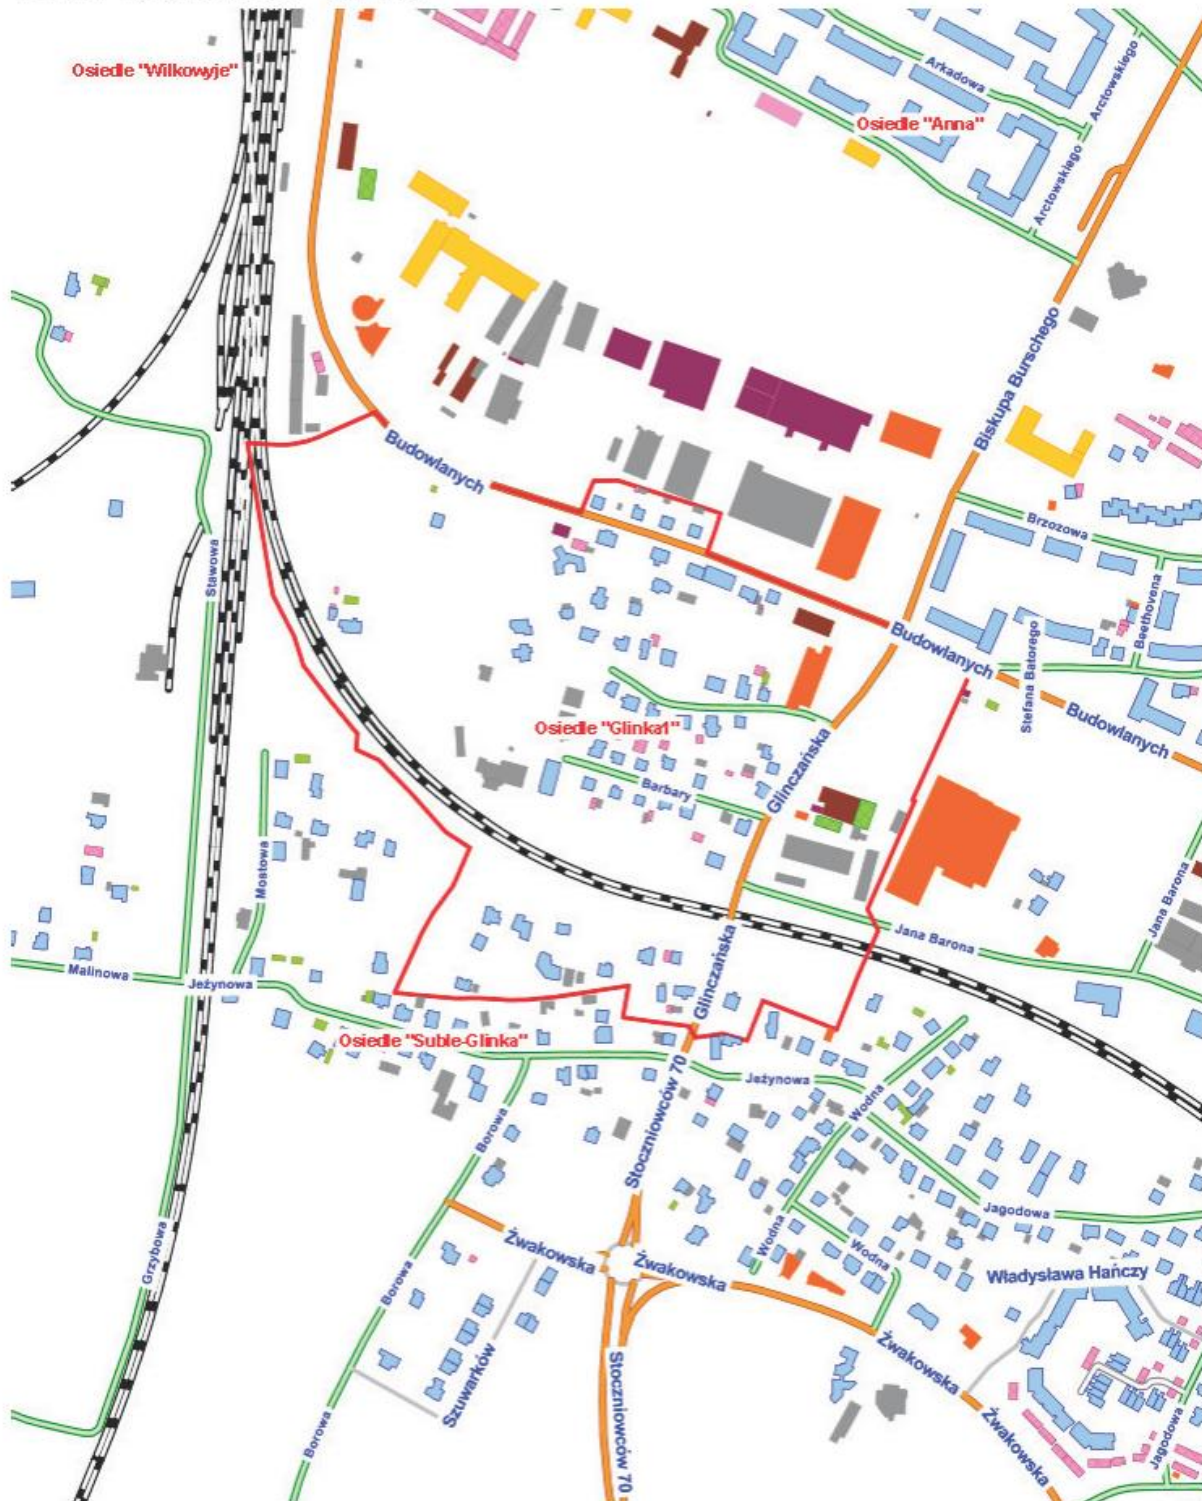 Osiedle "Wilkowyje"
Arkadowa
Arctowskiego
Osiedle "Anna"
Arctowskiego
Biskupa Burschego
Budowlanych
Brzozowa
Stawowa
Beethovena
Budowlanych
Stefana Batorego
Osiedle "Glinka1"
Budowlanych
Glinczańska
Barbary
Mostowa
Jana Barona
Jana Barona
Glinczańska
Malinowa
Jeżynowa
Osiedle "Suble-Glinka"
Jeżynowa
Wodna
Stoczniowców 70
Borowa
Jagodowa
Wodna
Wodna
Grzybowa
Żwakowska
Żwakowska
Władysława Hańczy
Borowa
Szuwarków
Żwakowska
Stoczniowców 70
Żwakowska
Jagodowa
Borowa